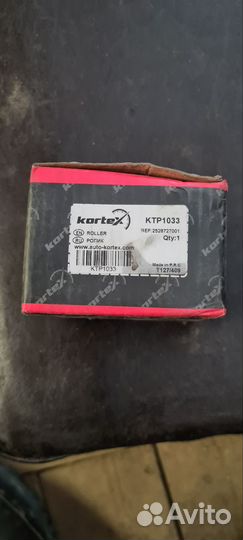 korteX
KTP1033
REF:2528727001
EN ROLLER
RU РОЛИК
Qty:1
www.auto-kortex.com
KTP1033
Made in P.R.C
T127/409
korteX
Avito